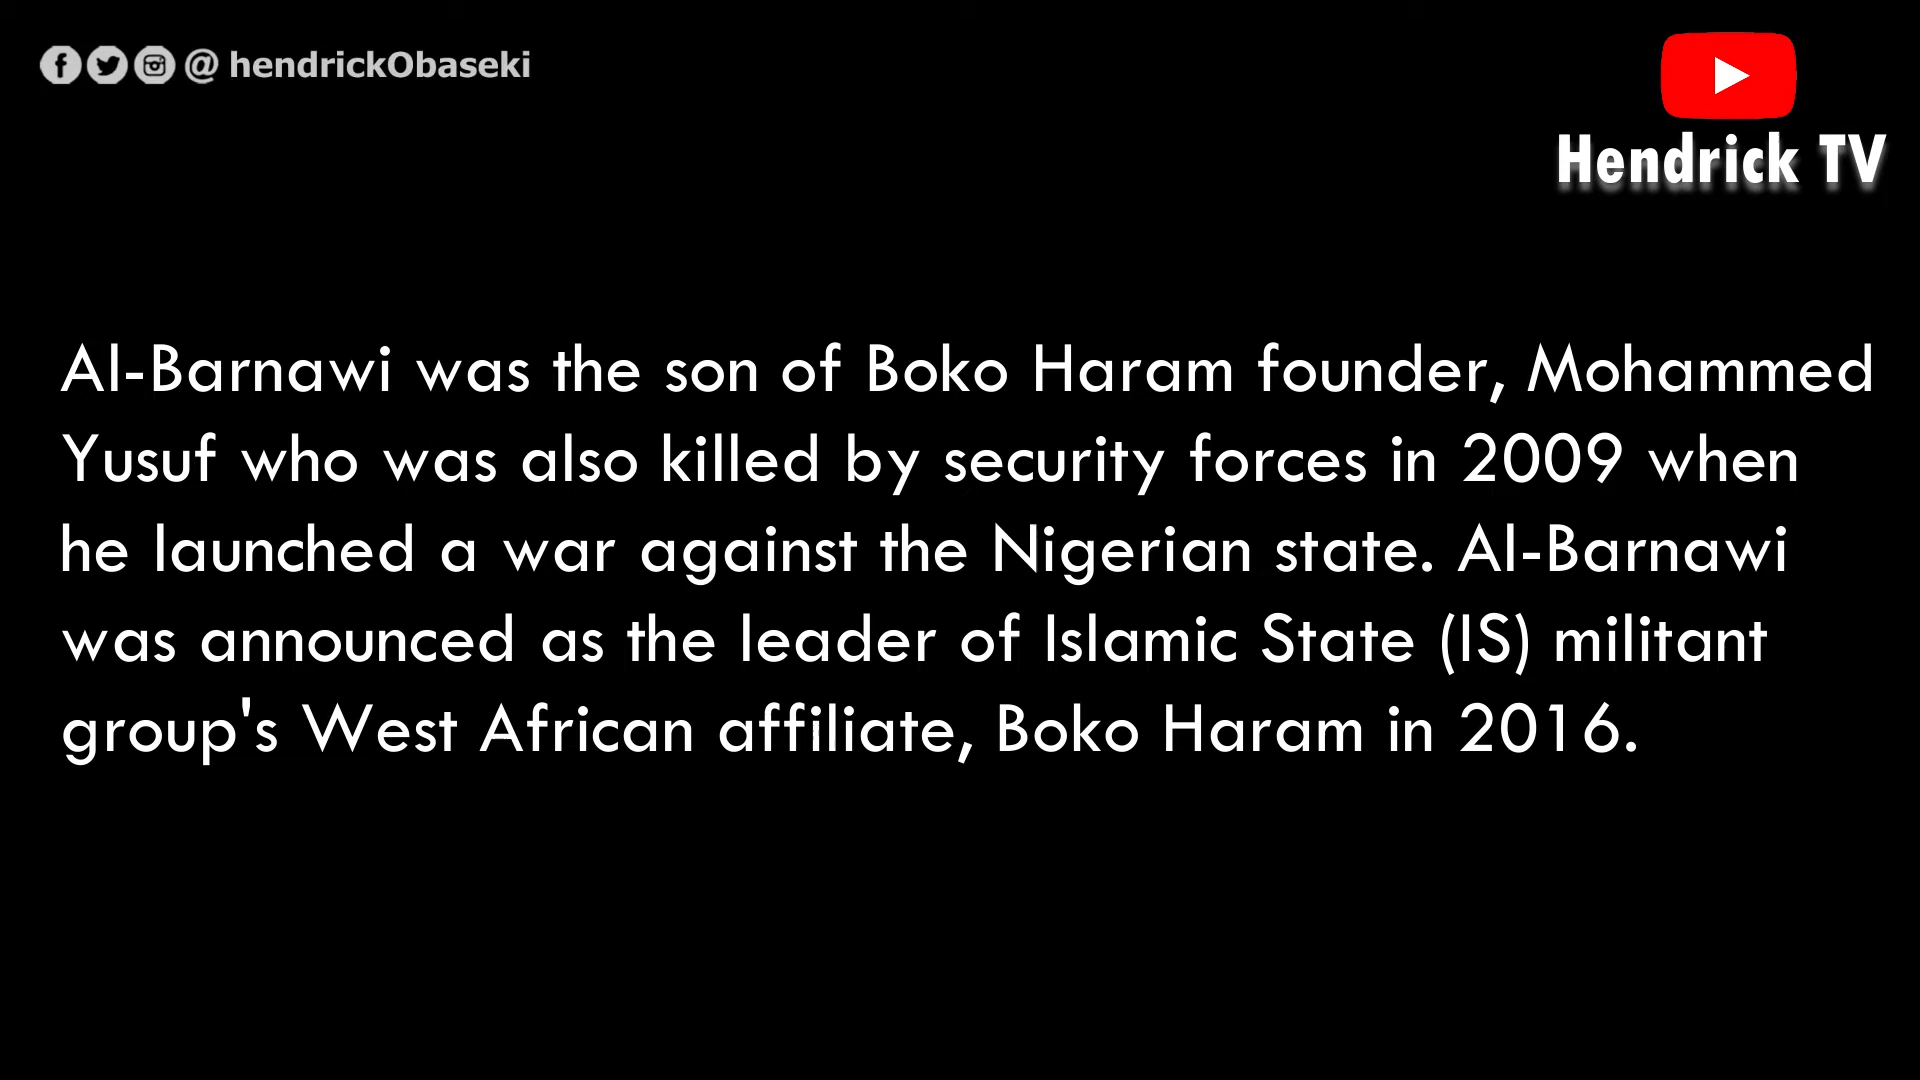 @ hendrickObaseki
Hendrick TV
Al-Barnawi was the son of Boko Haram founder, Mohammed
Yusuf who was also killed by security forces in 2009 when
he launched a war against the Nigerian state. Al-Barnawi
was announced as the leader of Islamic State (IS) militant
group's West African affiliate, Boko Haram in 2016.